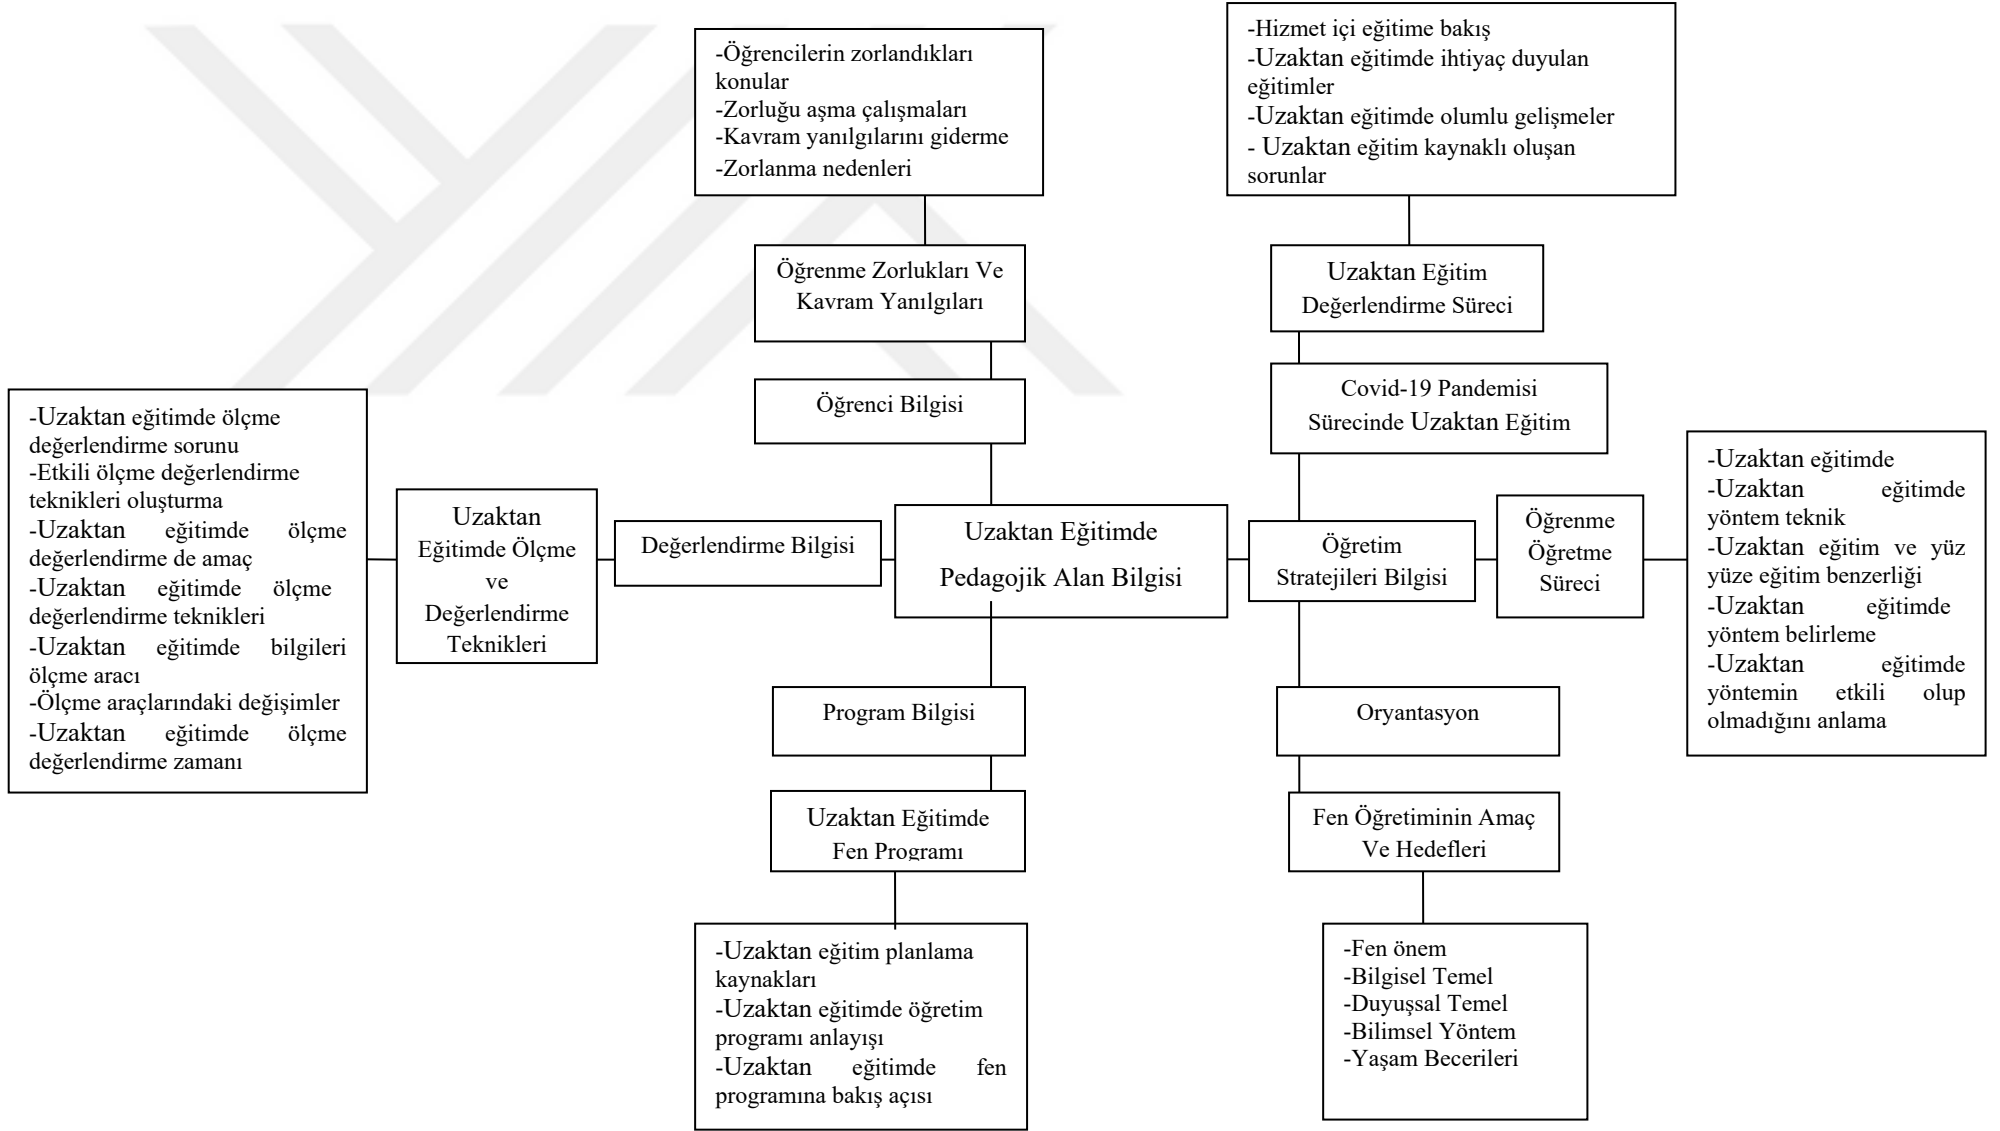 -Öğrencilerin zorlandıkları
konular
-Zorluğu aşma çalışmaları
-Kavram yanılgılarını giderme
-Zorlanma nedenleri
-Hizmet içi eğitime bakış
-Uzaktan eğitimde ihtiyaç duyulan
eğitimler
-Uzaktan eğitimde olumlu gelişmeler
- Uzaktan eğitim kaynaklı oluşan
sorunlar
Öğrenme Zorlukları Ve
Kavram Yanılgıları
Uzaktan Eğitim
Değerlendirme Süreci
Öğrenci Bilgisi
Covid-19 Pandemisi
Sürecinde Uzaktan Eğitim
-Uzaktan eğitimde ölçme
değerlendirme sorunu
-Etkili ölçme değerlendirme
teknikleri oluşturma
-Uzaktan eğitimde ölçme
değerlendirme de amaç
-Uzaktan eğitimde ölçme
değerlendirme teknikleri
-Uzaktan eğitimde bilgileri
ölçme aracı
-Ölçme araçlarındaki değişimler
-Uzaktan eğitimde ölçme
değerlendirme zamanı
Uzaktan
Eğitimde Ölçme
ve
Değerlendirme
Teknikleri
Değerlendirme Bilgisi
Uzaktan Eğitimde
Pedagojik Alan Bilgisi
Öğretim
Stratejileri Bilgisi
Öğrenme
Öğretme
Süreci
-Uzaktan eğitimde
-Uzaktan eğitimde
yöntem teknik
-Uzaktan eğitim ve yüz
yüze eğitim benzerliği
-Uzaktan eğitimde
yöntem belirleme
-Uzaktan eğitimde
yöntemin etkili olup
olmadığını anlama
Program Bilgisi
Oryantasyon
Uzaktan Eğitimde
Fen Programı
Fen Öğretiminin Amaç
Ve Hedefleri
-Uzaktan eğitim planlama
kaynakları
-Uzaktan eğitimde öğretim
programı anlayışı
-Uzaktan eğitimde fen
programına bakış açısı
-Fen önem
-Bilgisel Temel
-Duyuşsal Temel
-Bilimsel Yöntem
-Yaşam Becerileri